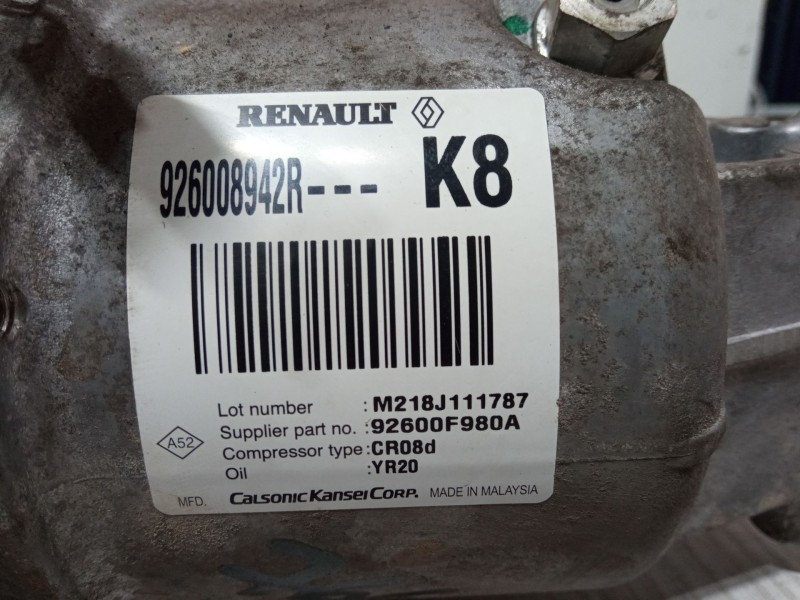 RENAULT
926008942R--- K8
Lot number :M218J111787
Supplier part no. :92600F980A
Compressor type :CR08d
Oil :YR20
A52
MFD. CALSONIC KANSEI CORP. MADE IN MALAYSIA